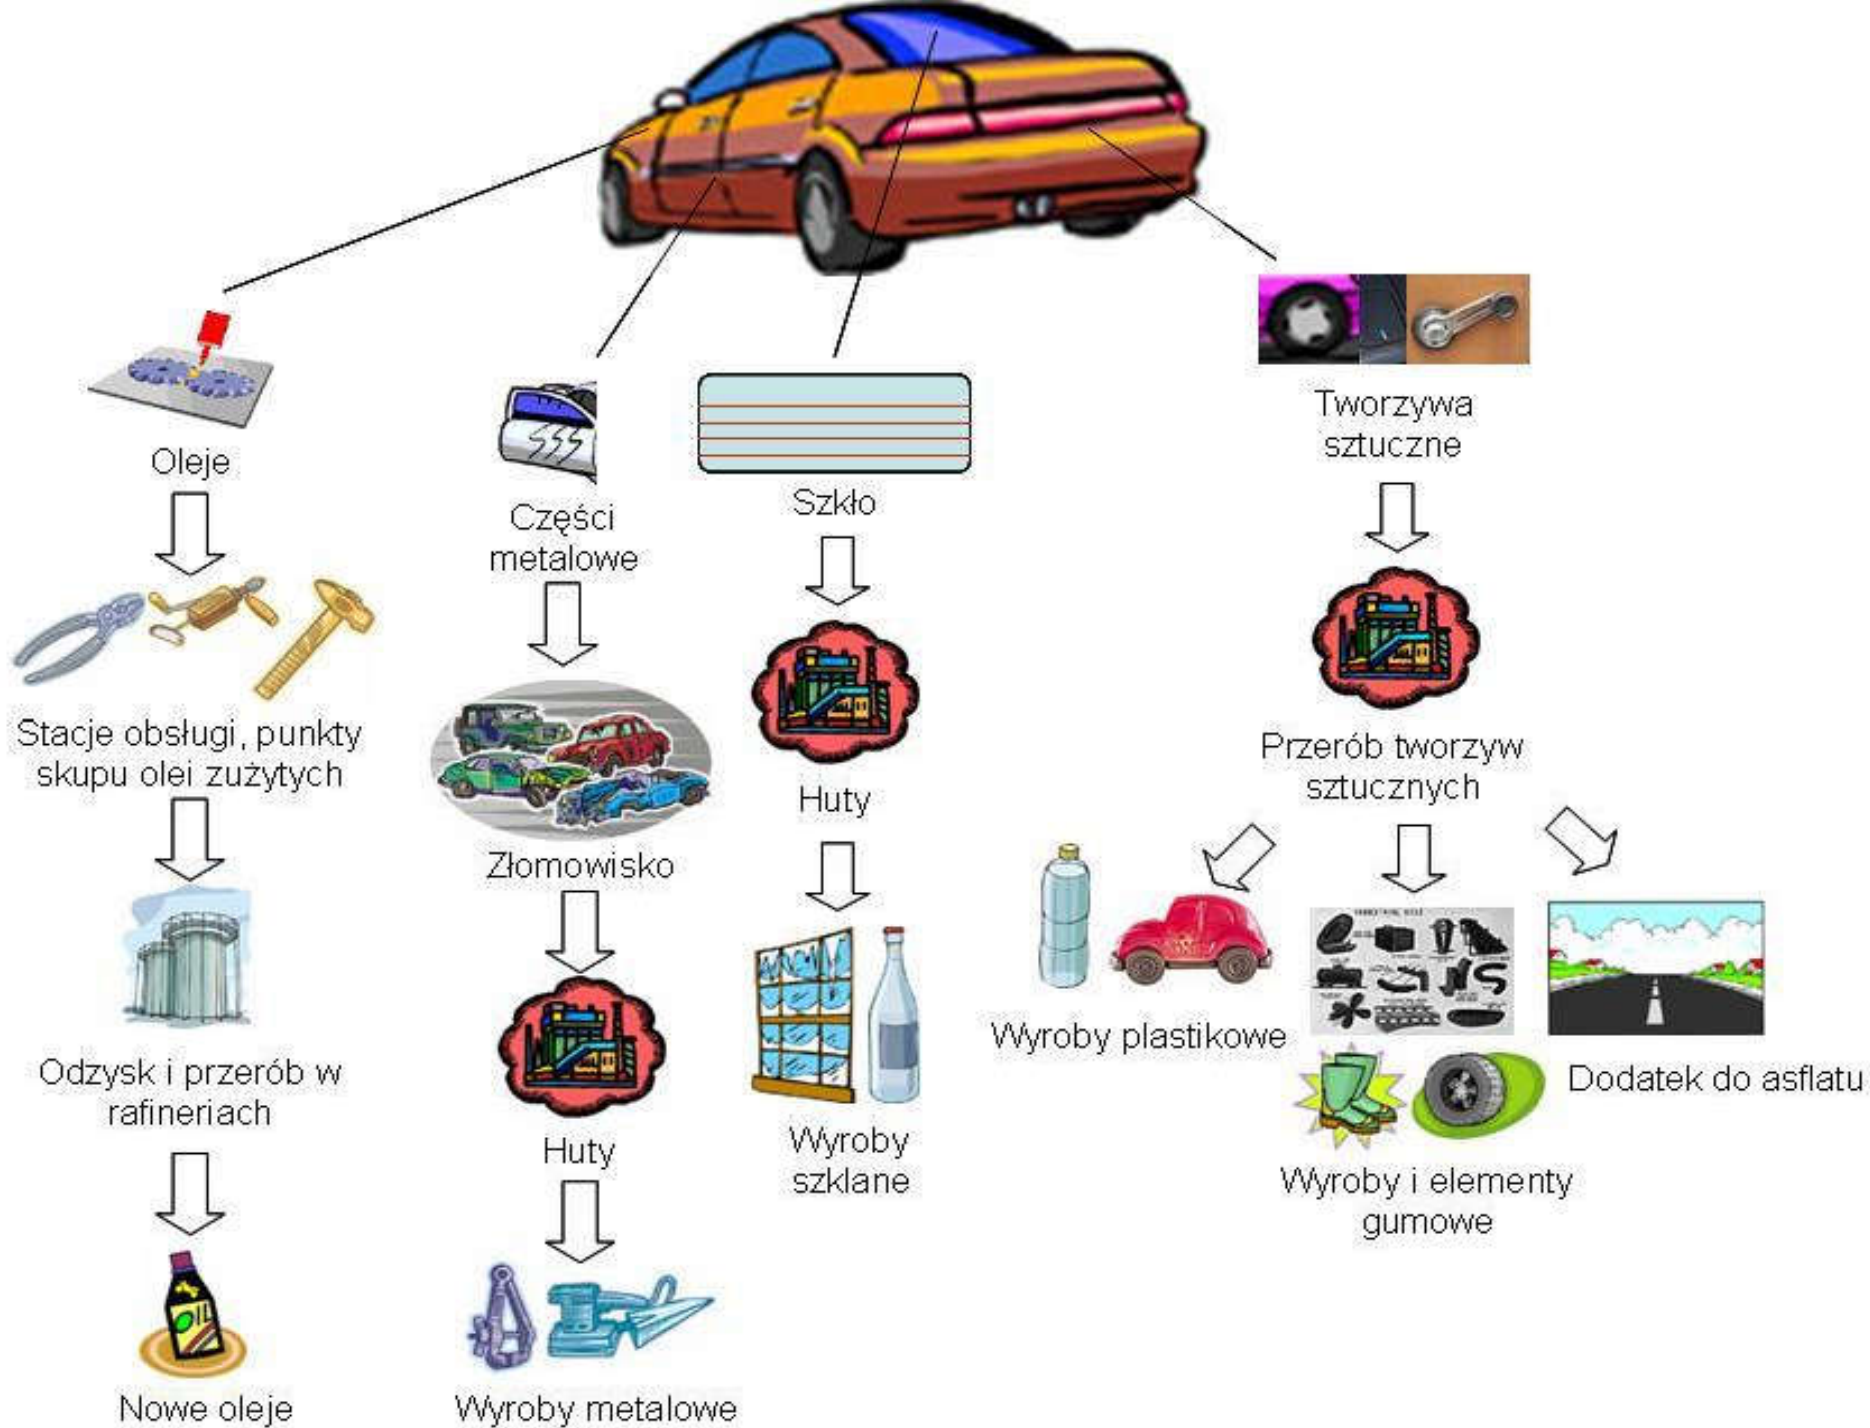 Oleje
Stacje obsługi, punkty
skupu olei zużytych
Odzysk i przerób w
rafineriach
OIL
Nowe oleje
Części
metalowe
Złomowisko
Huty
Wyroby metalowe
Szkło
Huty
Wyroby
szklane
Tworzywa
sztuczne
Przerób tworzyw
sztucznych
Wyroby plastikowe
Wyroby i elementy
gumowe
Dodatek do asflatu